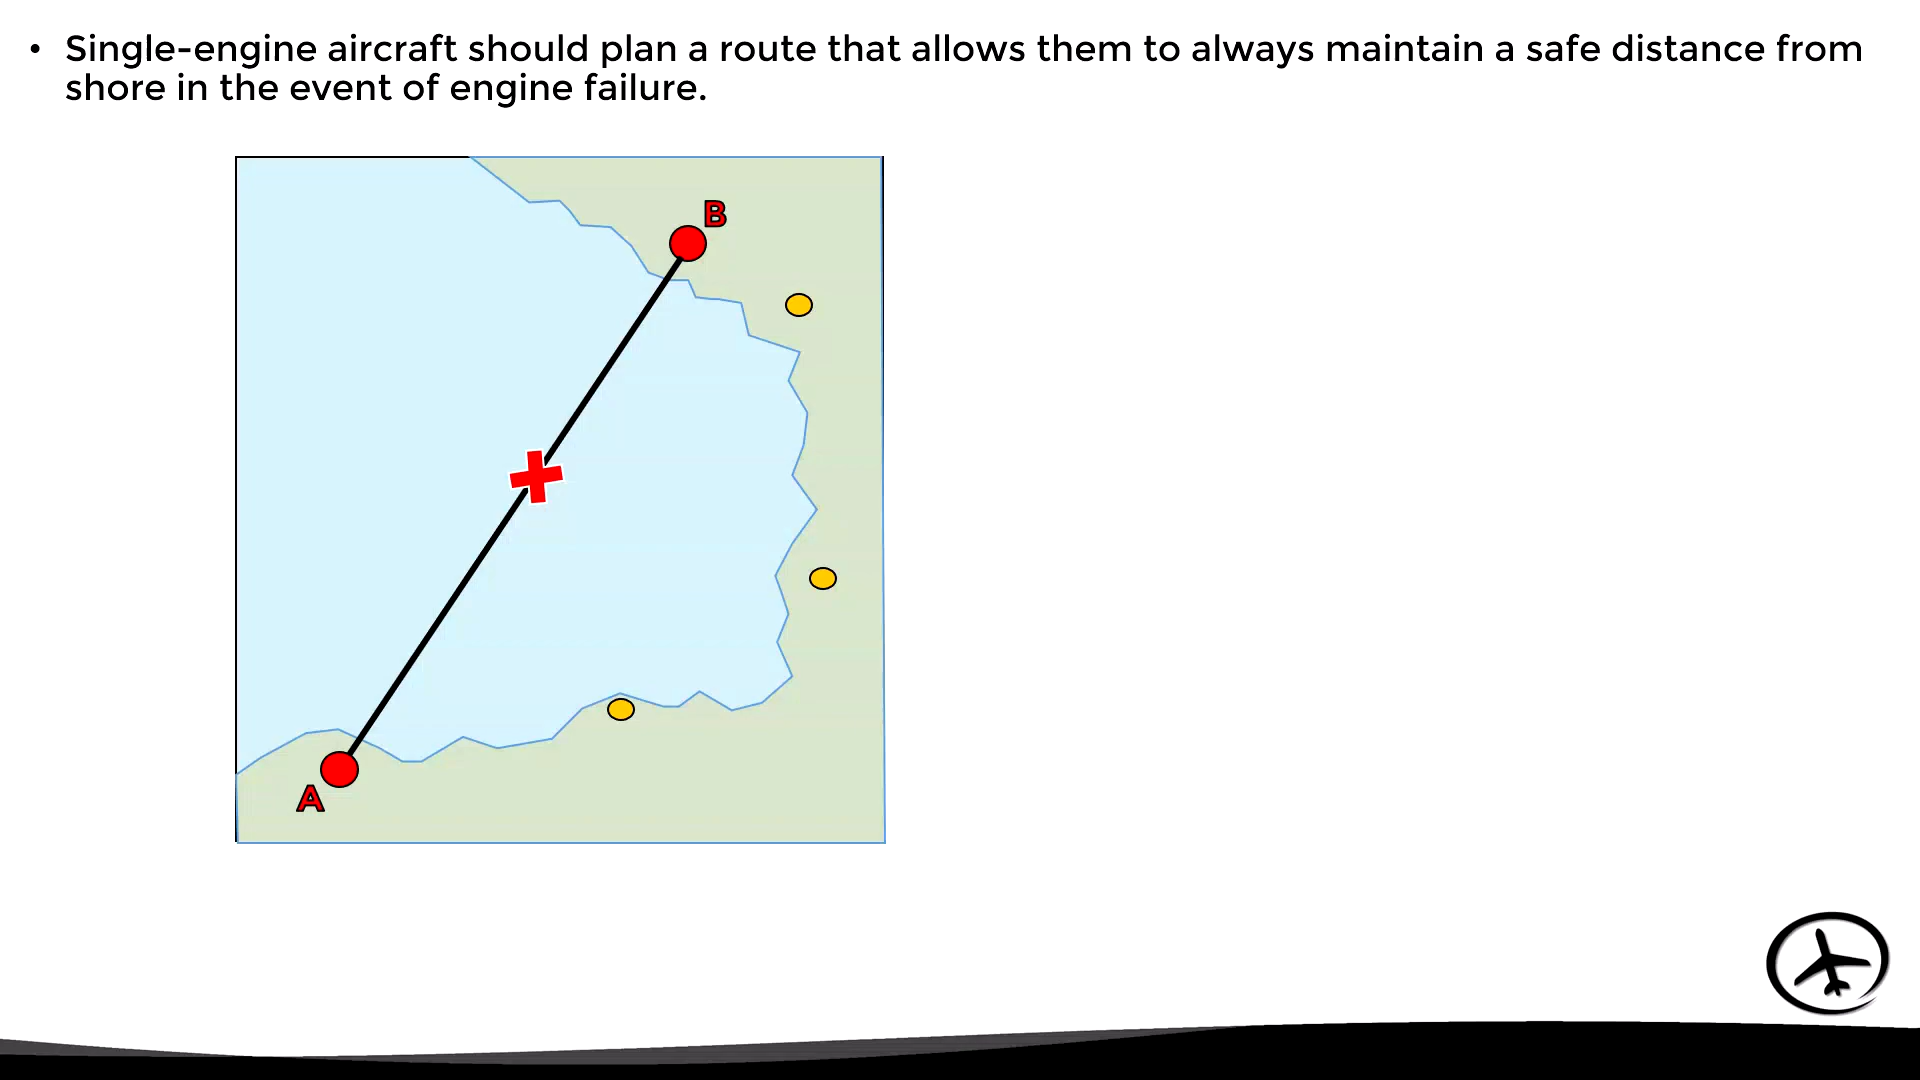 • Single-engine aircraft should plan a route that allows them to always maintain a safe distance from
shore in the event of engine failure.
B
A